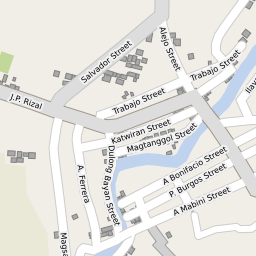 Salvador Street
Alejo Street
Trabajo Street
J.P. Rizal
Trabajo Street
Katwiran Street
Magtanggol Street
A Bonifacio Street
P. Burgos Street
A Mabini Street
Dulong Bayan Street
A. Ferrera